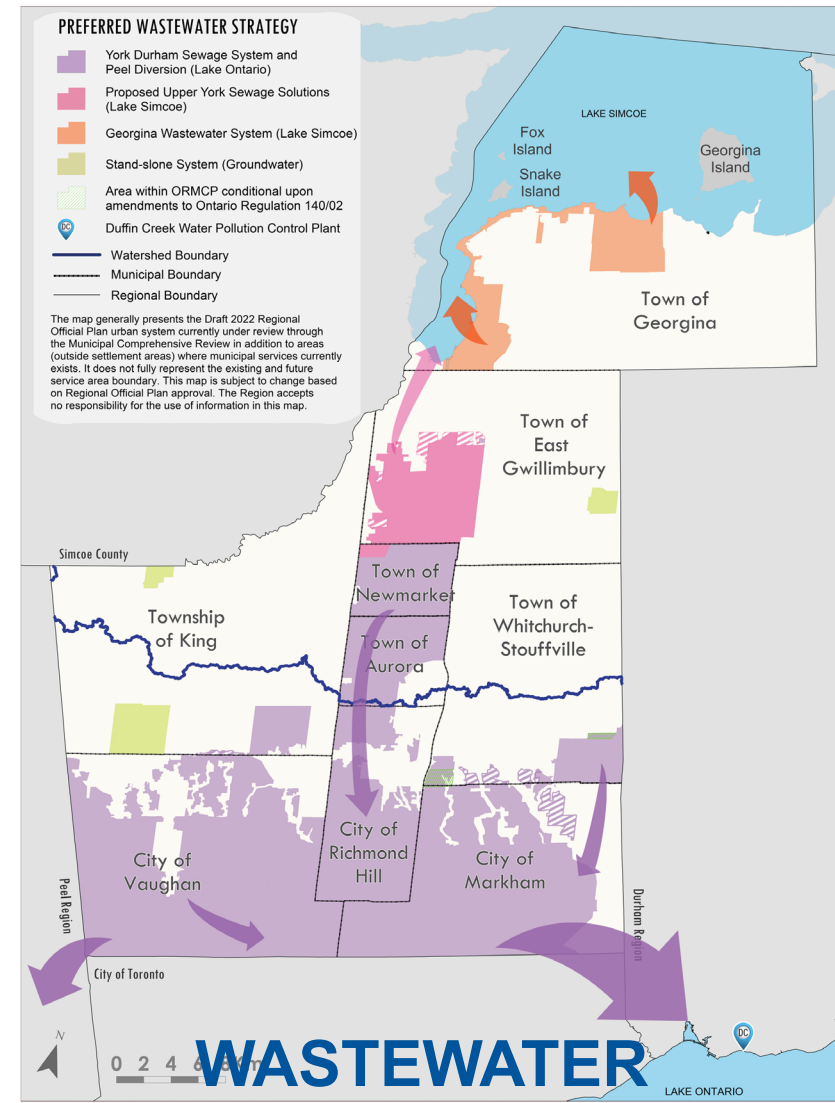 PREFERRED WASTEWATER STRATEGY
York Durham Sewage System and
Peel Diversion (Lake Ontario)
Proposed Upper York Sewage Solutions
(Lake Simcoe)
Georgina Wastewater System (Lake Simcoe)
Stand-slone System (Groundwater)
Area within ORMCP conditional upon
amendments to Ontario Regulation 140/02
DC
Duffin Creek Water Pollution Control Plant
Watershed Boundary
Municipal Boundary
Regional Boundary
The map generally presents the Draft 2022 Regional
Official Plan urban system currently under review through
the Municipal Comprehensive Review in addition to areas
(outside settlement areas) where municipal services currently
exists. It does not fully represent the existing and future
service area boundary. This map is subject to change based
on Regional Official Plan approval. The Region accepts
no responsibility for the use of information in this map.
LAKE SIMCOE
Fox
Island
Snake
Island
Georgina
Island
Town of
Georgina
Town of
East
Gwillimbury
Simcoe County
Town of
Newmarket
Township
of King
Town of
Whitchurch-
Stouffville
Town of
Aurora
City of
Richmond
Hill
City of
Vaughan
City of
Markham
Peel Region
Durham Region
City of Toronto
N
0 2 4 6 8 Km
WASTEWATER
DC
LAKE ONTARIO